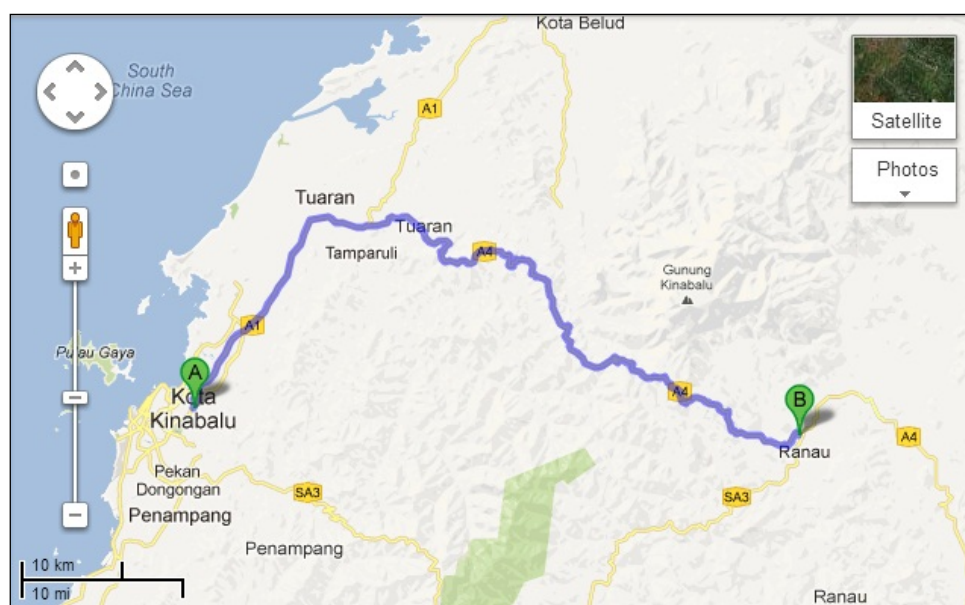 Kota Belud
South
China Sea
Satellite
A1
Photos
Tuaran
Tuaran
Tamparuli
A4
Gunung
Kinabalu
A1
Pulau Gaya
A
Kota
Kinabalu
A4
B
A4
Ranau
Pekan
Dongongan
SA3
SA3
Penampang
Penampang
10 km
10 mi
Ranau